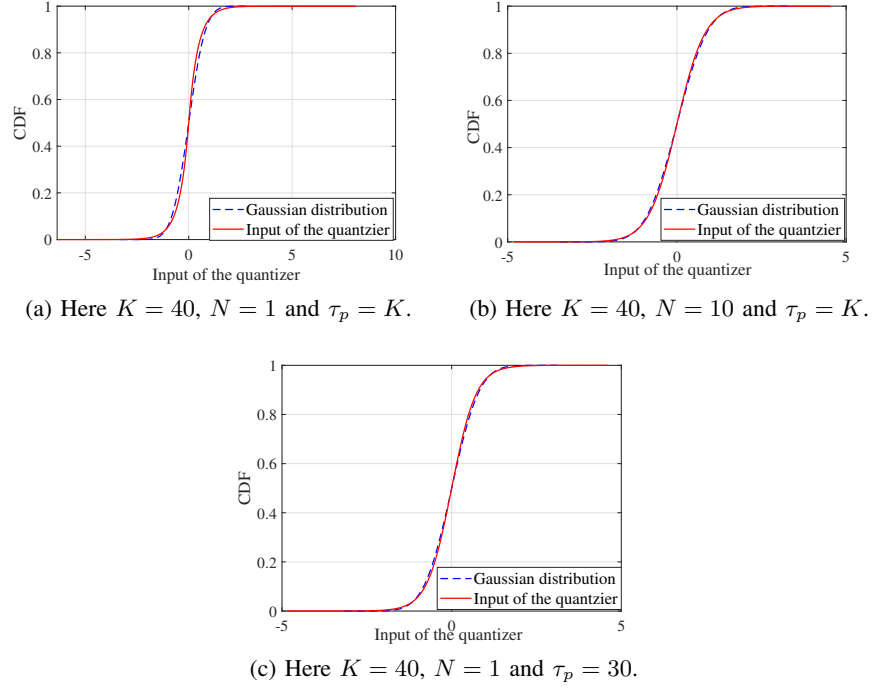 1
0.8
0.6
CDF
0.4
0.2
0
Gaussian distribution
Input of the quantzier
-5 0 5 10
Input of the quantizer
(a) Here K = 40, N = 1 and τp = K.
1
0.8
0.6
CDF
0.4
0.2
0
Gaussian distribution
Input of the quantzier
-5 0 5
Input of the quantizer
(b) Here K = 40, N = 10 and τp = K.
1
0.8
0.6
CDF
0.4
0.2
0
Gaussian distribution
Input of the quantzier
-5 0 5
Input of the quantizer
(c) Here K = 40, N = 1 and τp = 30.